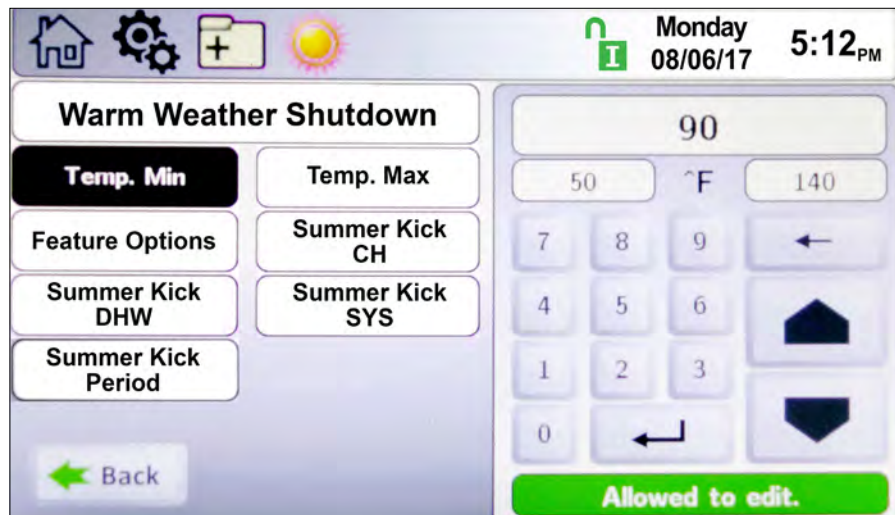 I
Monday
08/06/17
5:12PM
Warm Weather Shutdown
Temp. Min
Temp. Max
Feature Options
Summer Kick
CH
Summer Kick
DHW
Summer Kick
SYS
Summer Kick
Period
Back
90
50 °F 140
7 8 9
4 5 6
1 2 3
0
Allowed to edit.